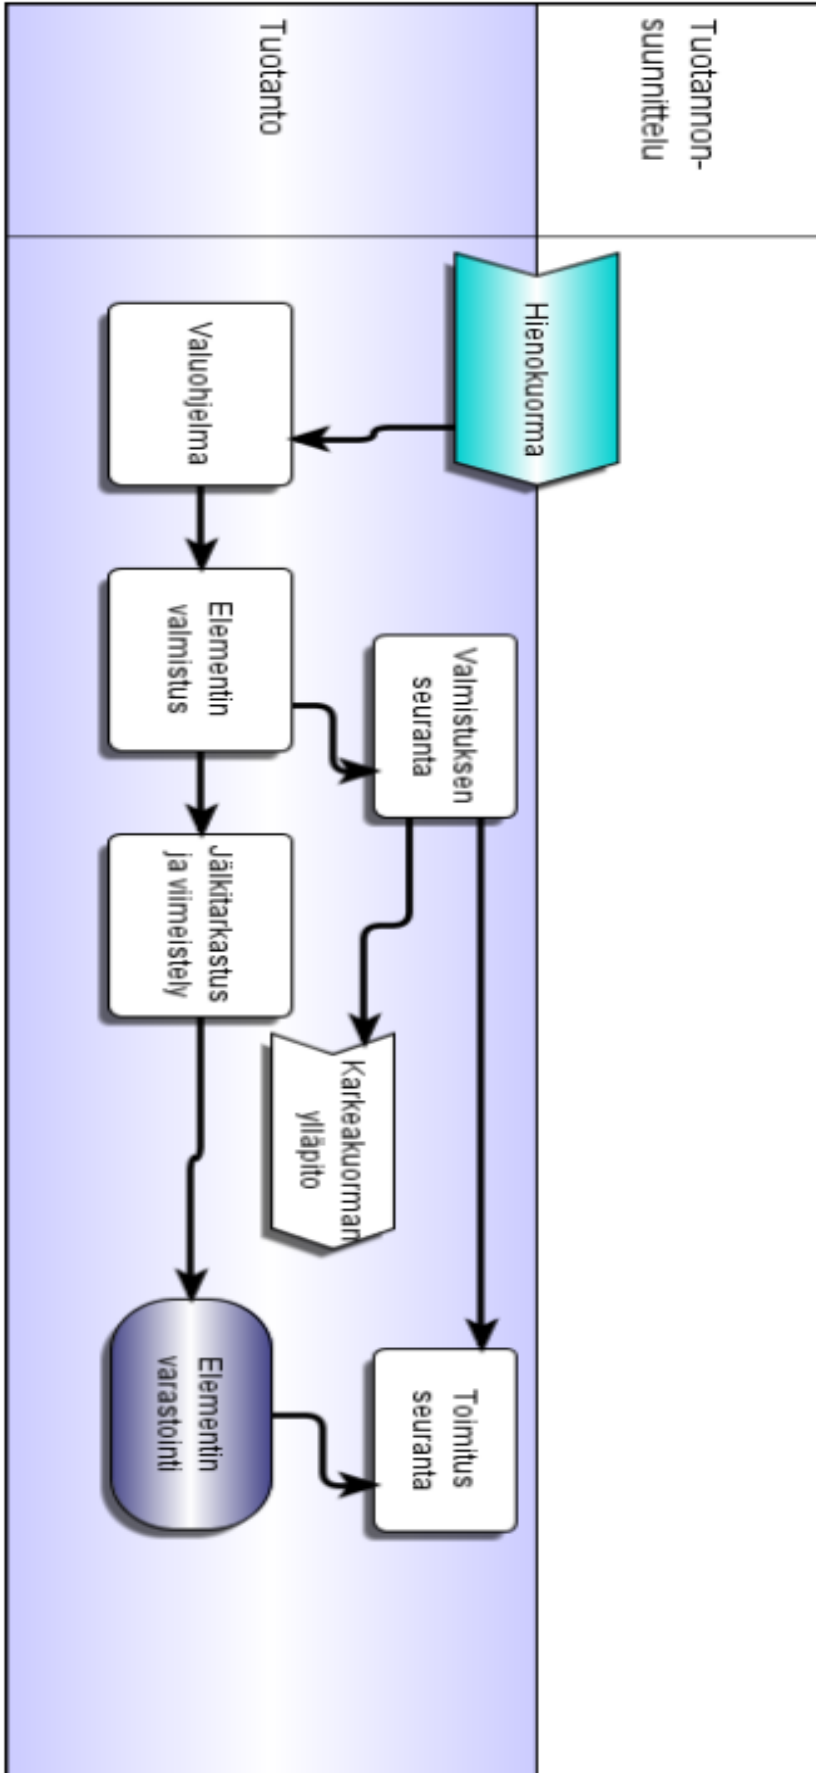 Tuotannon-
suunnittelu
Tuotanto
Hienokuorma
Valuohjelma
Elementin
valmistus
Valmistuksen
seuranta
Jälkitarkastus
ja viimeistely
Karkeakuorman
ylläpito
Elementin
varastointi
Toimitus
seuranta